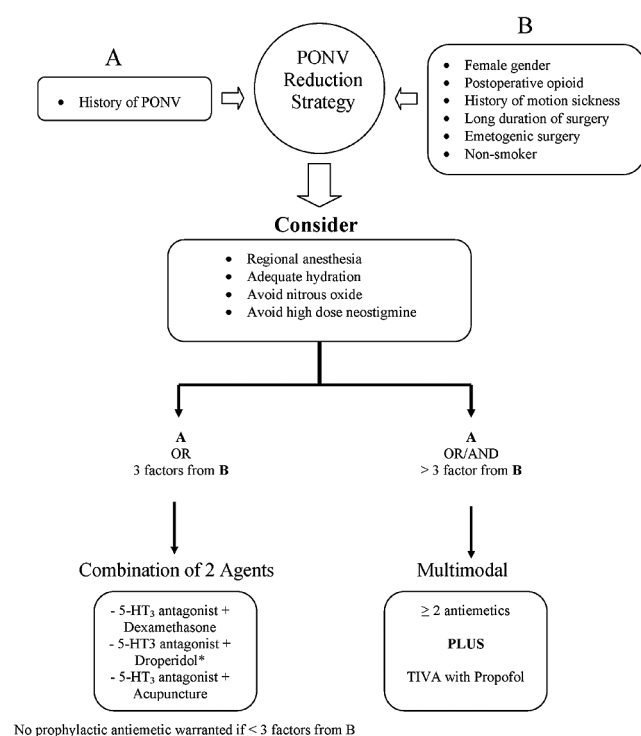 A
• History of PONV
PONV
Reduction
Strategy
B
• Female gender
• Postoperative opioid
• History of motion sickness
• Long duration of surgery
• Emetogenic surgery
• Non-smoker
Consider
• Regional anesthesia
• Adequate hydration
• Avoid nitrous oxide
• Avoid high dose neostigmine
A
OR
3 factors from B
A
OR/AND
> 3 factor from B
Combination of 2 Agents
- 5-HT₃ antagonist +
Dexamethasone
- 5-HT3 antagonist +
Droperidol*
- 5-HT₃ antagonist +
Acupuncture
Multimodal
≥ 2 antiemetics
PLUS
TIVA with Propofol
No prophylactic antiemetic warranted if < 3 factors from B